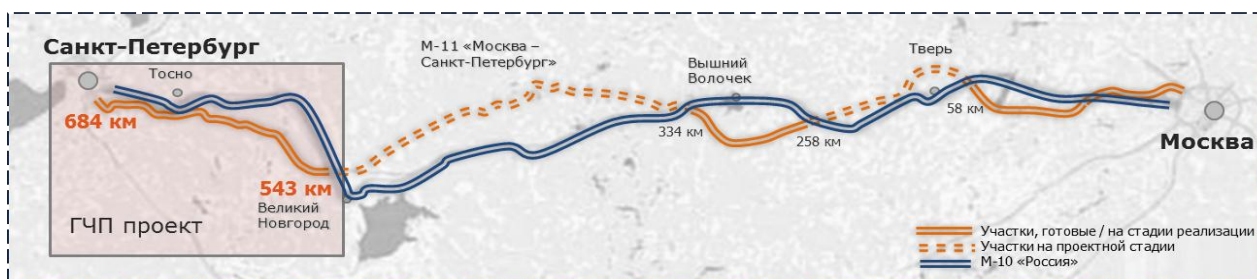 Санкт-Петербург
Тосно
684 км
543 км
Великий
Новгород
ГЧП проект
М-11 «Москва –
Санкт-Петербург»
334 км
Вышний
Волочек
258 км
Тверь
58 км
Москва
Участки, готовые / на стадии реализации
Участки на проектной стадии
М-10 «Россия»